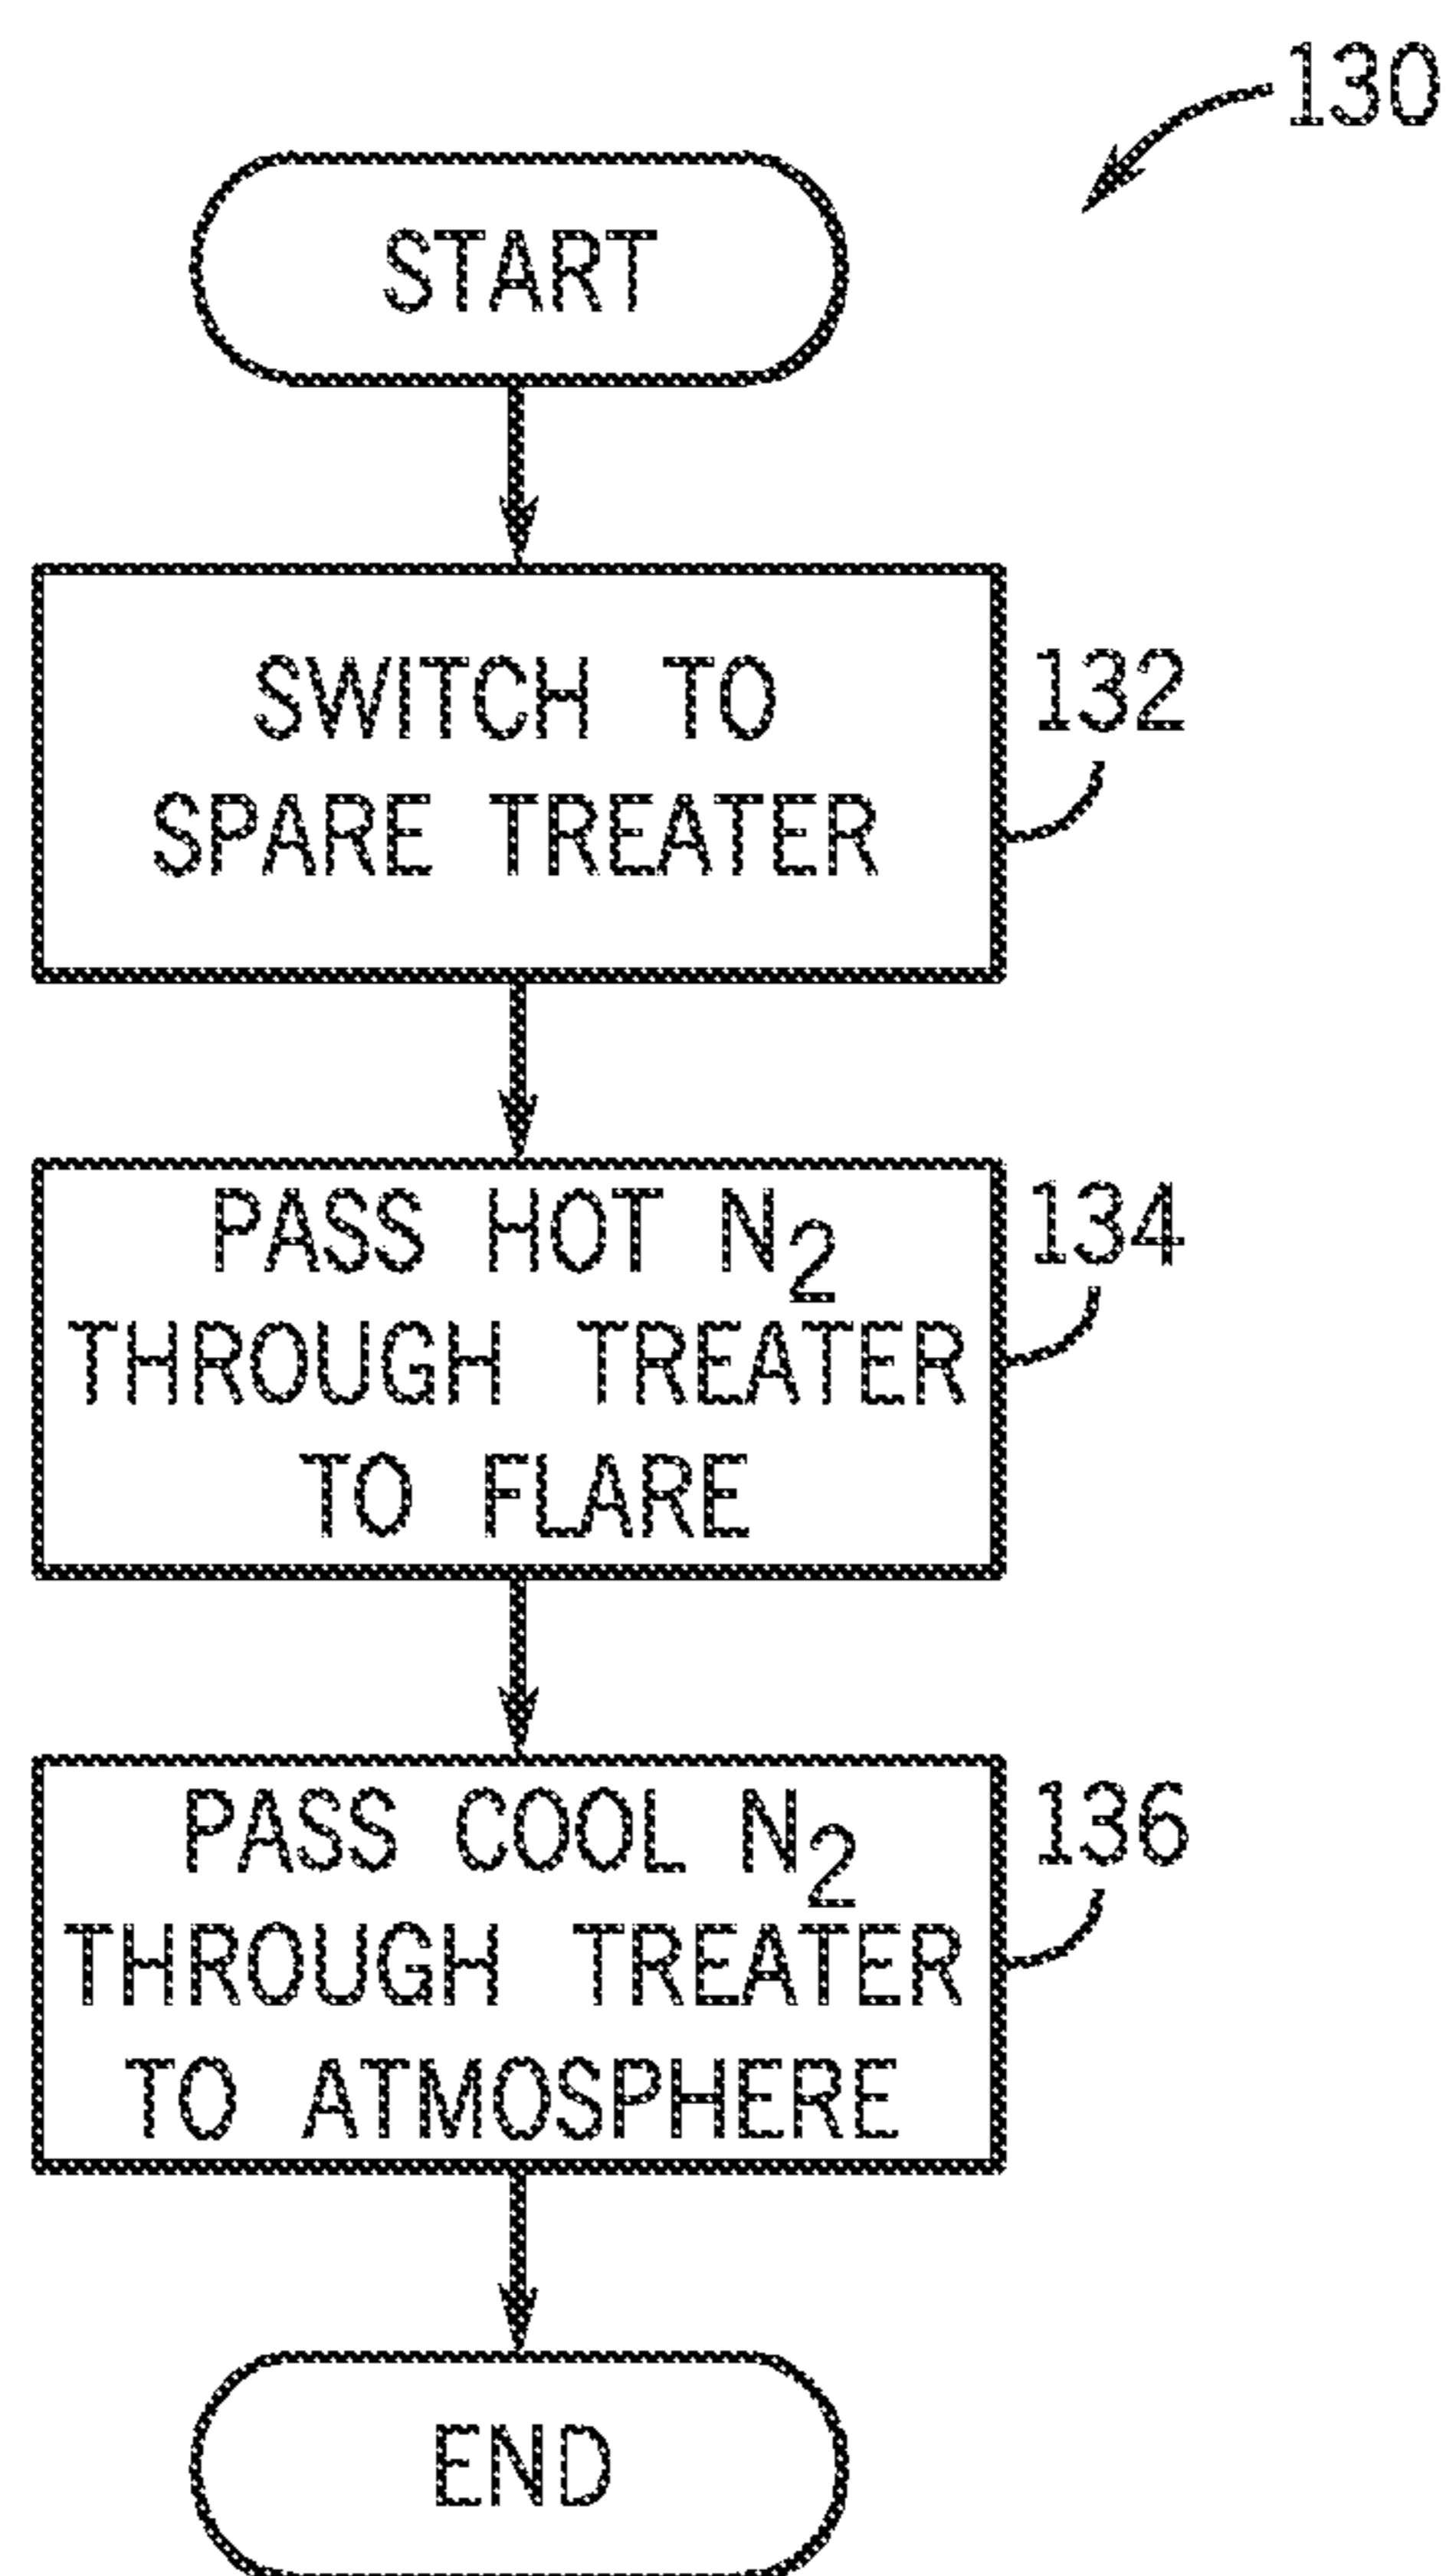 130
START
SWITCH TO
SPARE TREATER
132
PASS HOT N2
THROUGH TREATER
TO FLARE
134
PASS COOL N2
THROUGH TREATER
TO ATMOSPHERE
136
END